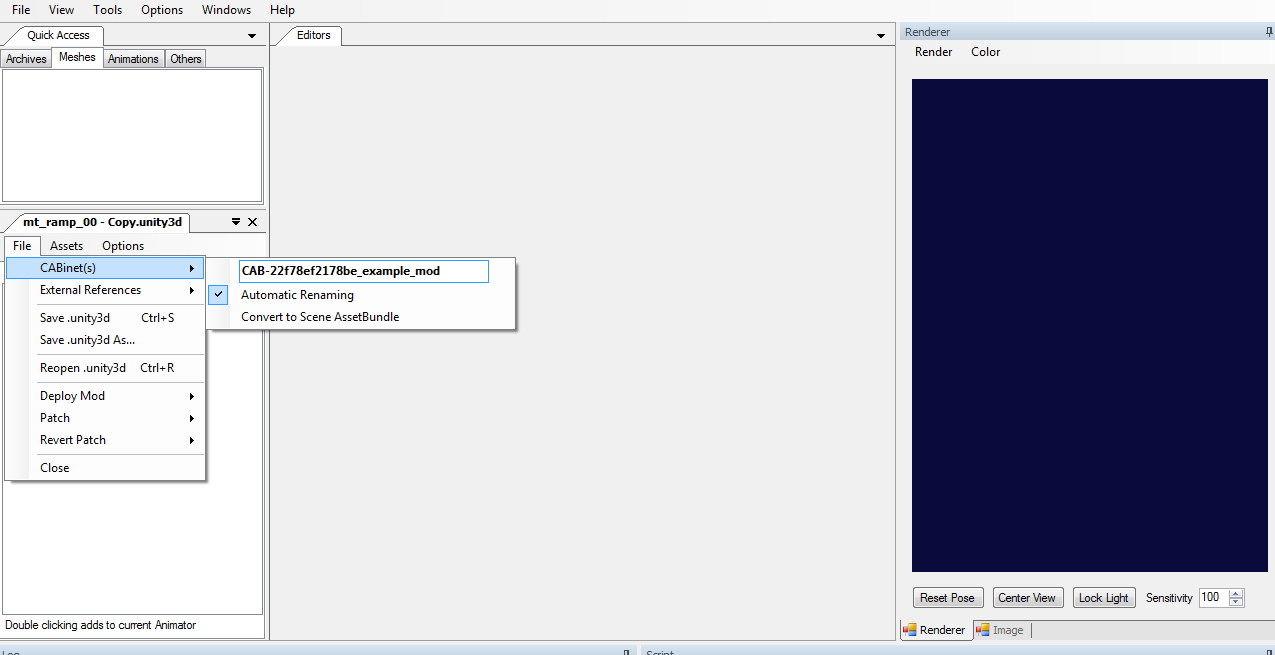 File View Tools Options Windows Help
Quick Access
Editors
Renderer
Archives Meshes Animations Others
Render Color
mt_ramp_00 - Copy.unity3d
File Assets Options
CABinet(s)
CAB-22f78ef2178be_example_mod
External References
Automatic Renaming
Convert to Scene AssetBundle
Save .unity3d Ctrl+S
Save .unity3d As...
Reopen .unity3d Ctrl+R
Deploy Mod
Patch
Revert Patch
Close
Reset Pose Center View Lock Light Sensitivity 100
Double clicking adds to current Animator
Renderer Image
Log
Script